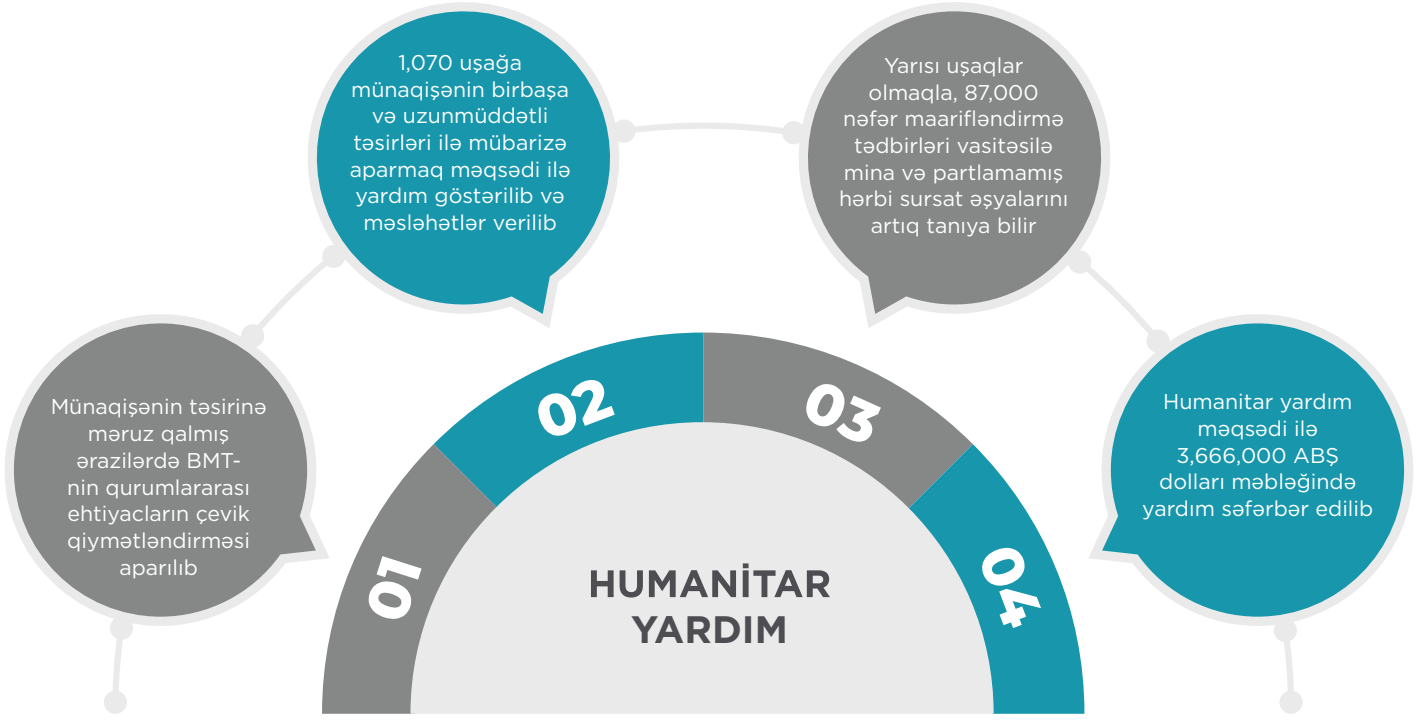 Münaqişənin təsirinə
məruz qalmış
ərazilərdə BMT-
nin qurumlararası
ehtiyacların çevik
qiymətləndirməsi
aparılıb
1,070 uşağa
münaqişənin birbaşa
və uzunmüddətli
təsirləri ilə mübarizə
aparmaq məqsədi ilə
yardım göstərilib və
məsləhətlər verilib
Yarısı uşaqlar
olmaqla, 87,000
nəfər maarifləndirmə
tədbirləri vasitəsilə
mina və partlamamış
hərbi sursat əşyalarını
artıq tanıya bilir
Humanitar yardım
məqsədi ilə
3,666,000 ABŞ
dolları məbləğində
yardım səfərbər edilib
01
02
03
04
HUMANİTAR
YARDIM